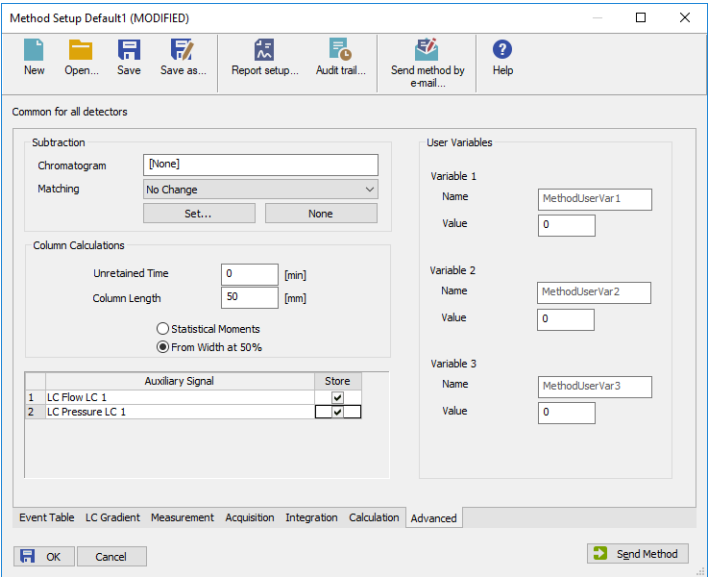 Method Setup Default1 (MODIFIED)
New Open... Save Save as... Report setup... Audit trail... Send method by Help
e-mail...
Common for all detectors
Subtraction
Chromatogram [None]
Matching No Change
Set... None
Column Calculations
Unretained Time 0 [min]
Column Length 50 [mm]
Statistical Moments
From Width at 50%
Auxiliary Signal Store
1 LC Flow LC 1
2 LC Pressure LC 1
User Variables
Variable 1
Name MethodUserVar1
Value 0
Variable 2
Name MethodUserVar2
Value 0
Variable 3
Name MethodUserVar3
Value 0
Event Table LC Gradient Measurement Acquisition Integration Calculation Advanced
OK Cancel Send Method